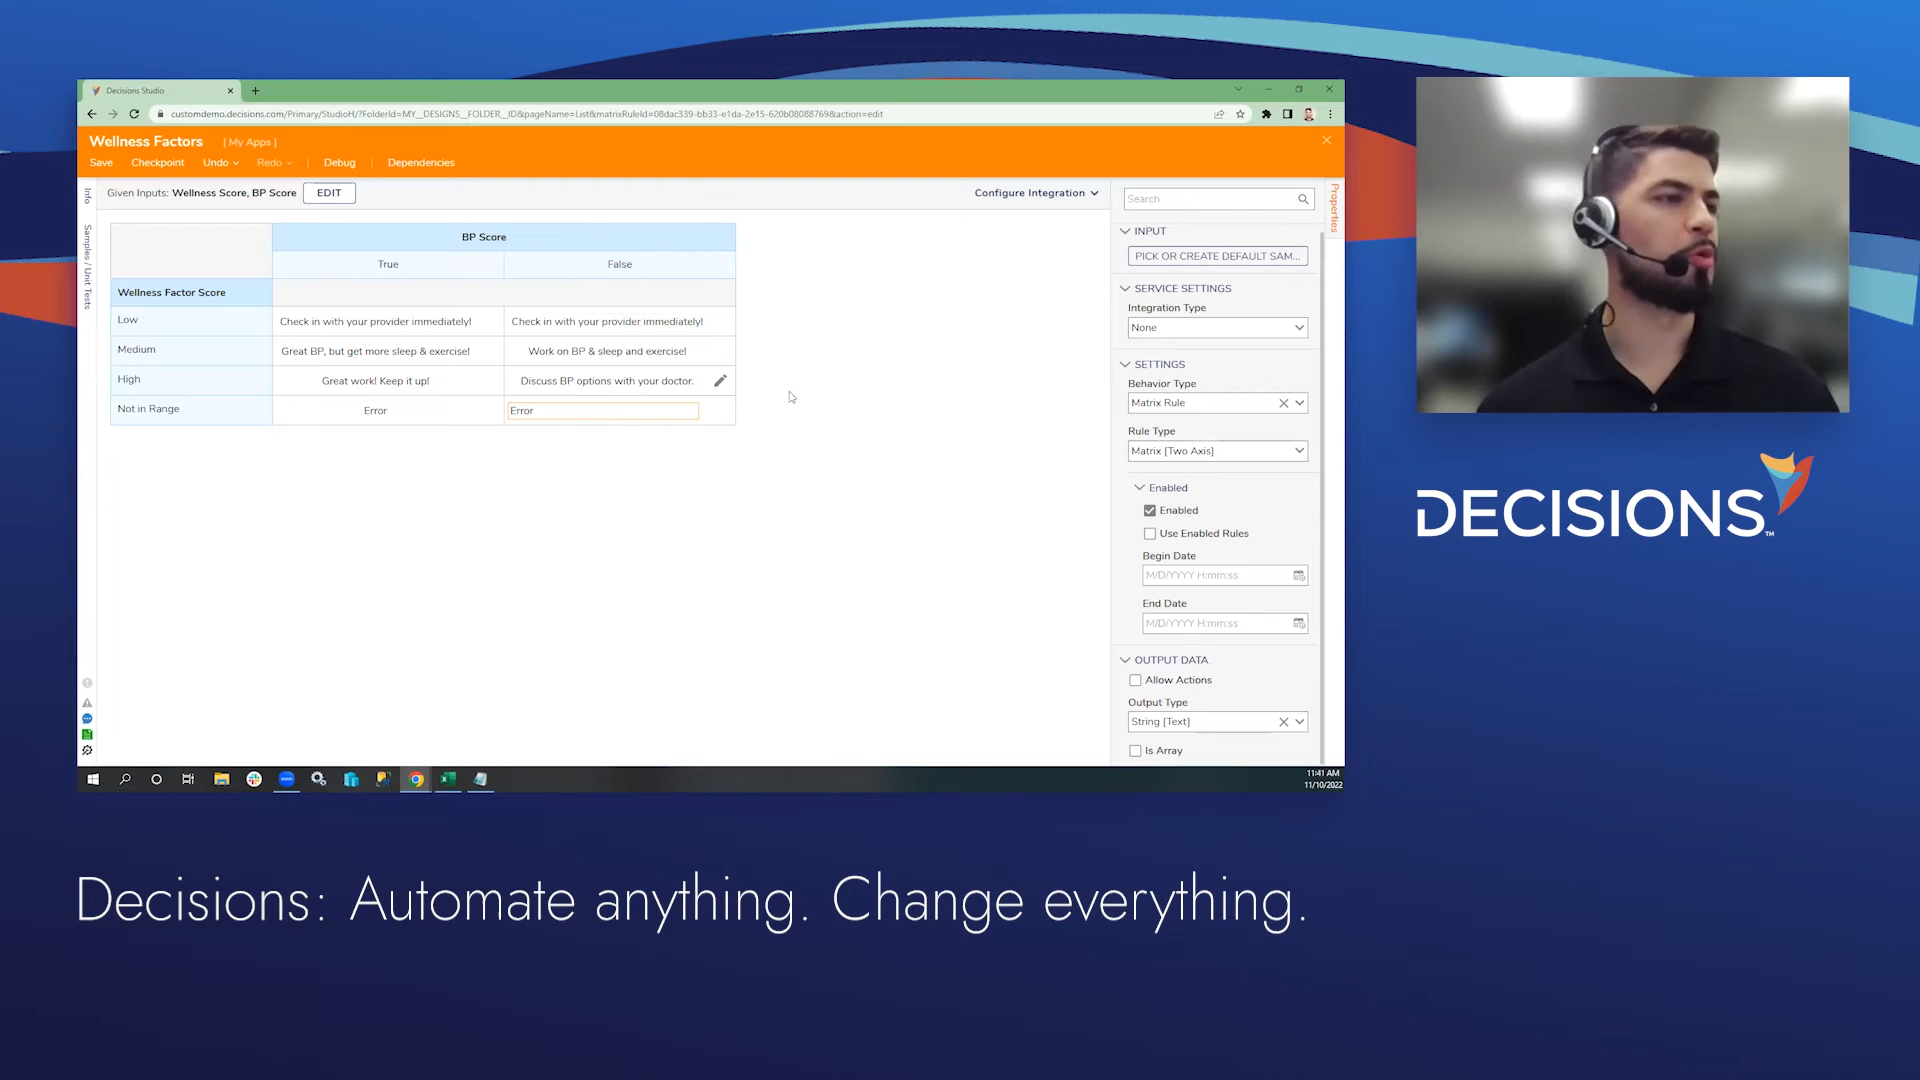 Decisions Studio
customdemo.decisions.com/Primary/StudioH/?FolderId=MY_DESIGNS_FOLDER_ID&pageName=List&matrixRuleId=08dac339-bb33-e1da-2e15-620b08088769&action=edit
Wellness Factors [ My Apps ]
Save Checkpoint Undo Redo | Debug | Dependencies
Info
Samples / Unit Tests
Given Inputs: Wellness Score, BP Score EDIT Configure Integration
BP Score
True False
Wellness Factor Score
Low Check in with your provider immediately! Check in with your provider immediately!
Medium Great BP, but get more sleep & exercise! Work on BP & sleep and exercise!
High Great work! Keep it up! Discuss BP options with your doctor.
Not in Range Error Error
Properties
Search
INPUT
PICK OR CREATE DEFAULT SAM...
SERVICE SETTINGS
Integration Type
None
SETTINGS
Behavior Type
Matrix Rule
Rule Type
Matrix [Two Axis]
Enabled
Enabled
Use Enabled Rules
Begin Date
M/D/YYYY H:mm:ss
End Date
M/D/YYYY H:mm:ss
OUTPUT DATA
Allow Actions
Output Type
String [Text]
Is Array
11:41 AM
11/10/2022
DECISIONS™
Decisions: Automate anything. Change everything.